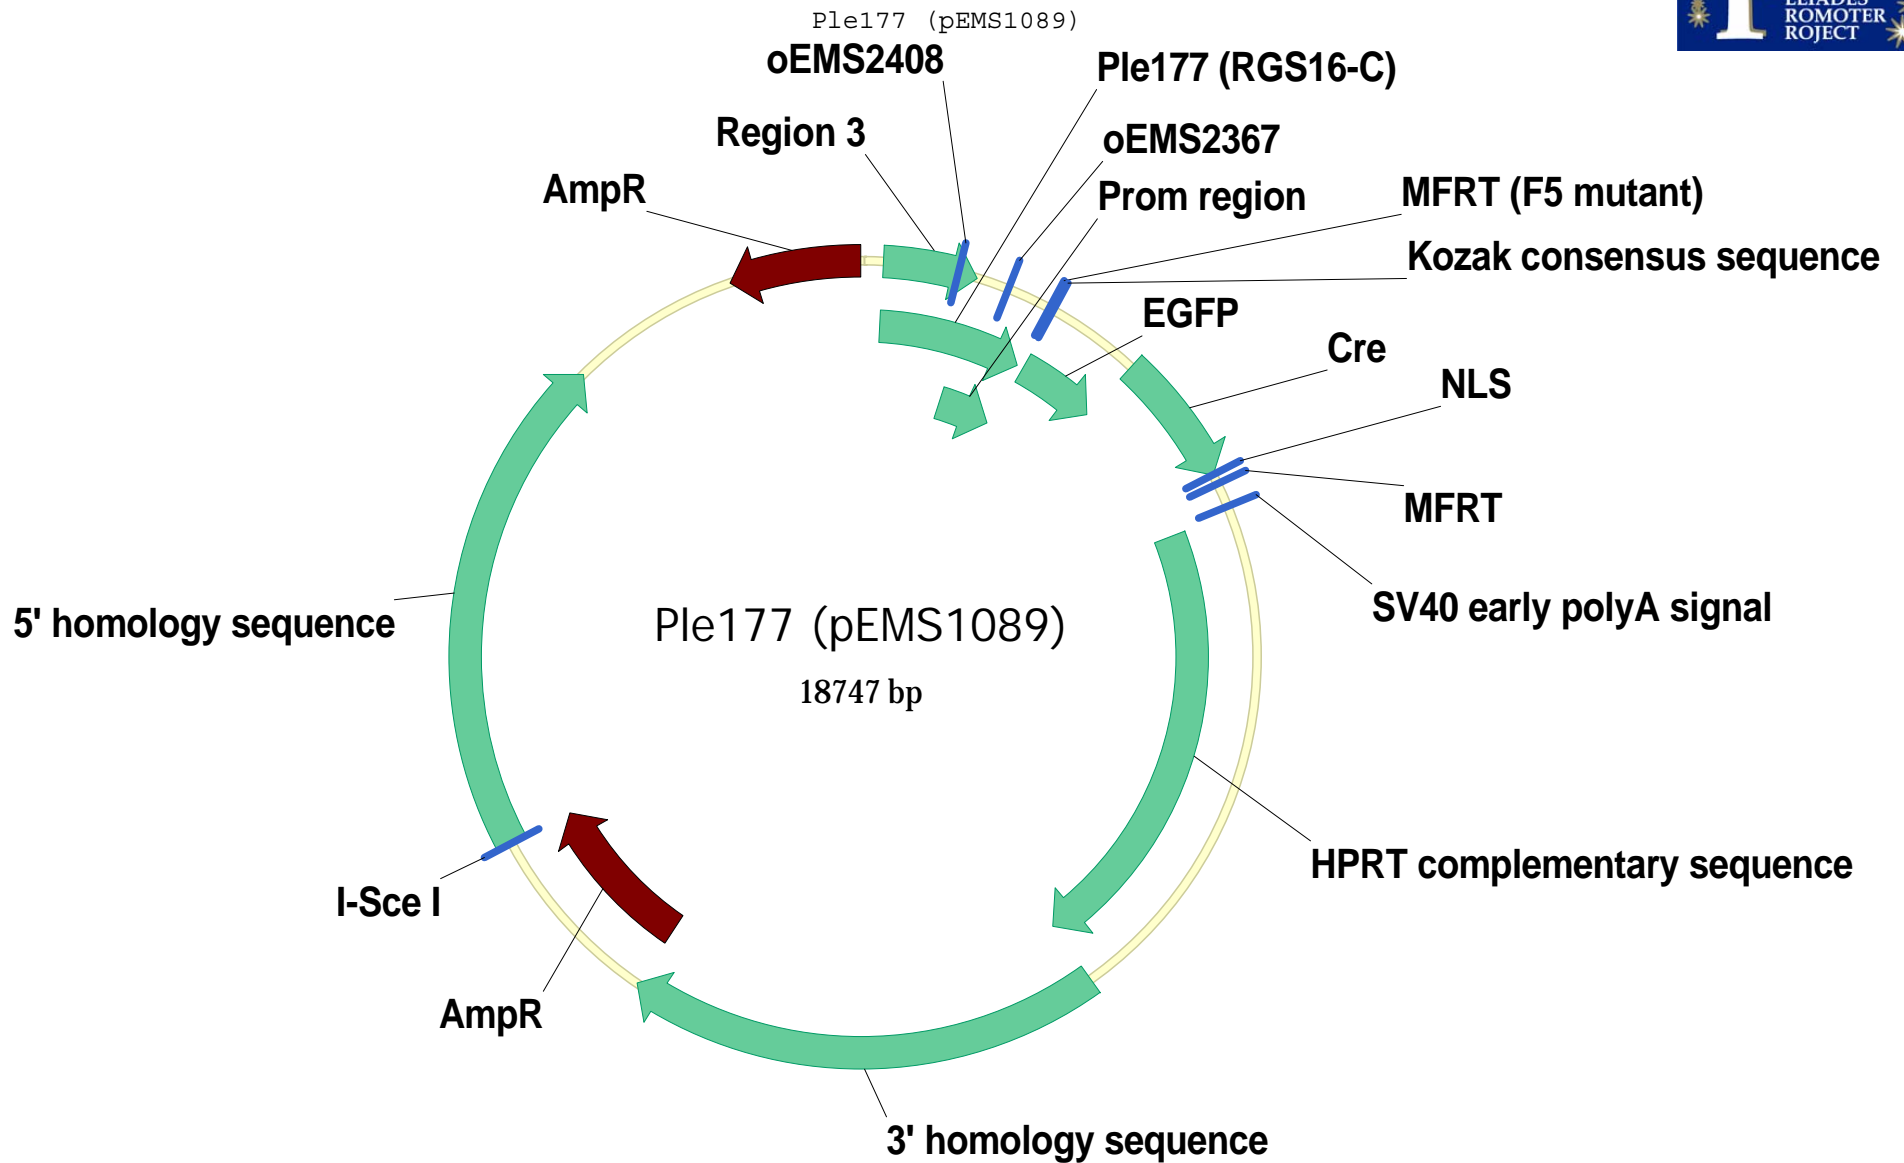 Ple177 (pEMS1089)
ROMOTER
ROJECT
oEMS2408
Ple177 (RGS16-C)
Region 3
oEMS2367
AmpR
Prom region
MFRT (F5 mutant)
Kozak consensus sequence
EGFP
Cre
NLS
MFRT
SV40 early polyA signal
5' homology sequence
Ple177 (pEMS1089)
18747 bp
HPRT complementary sequence
I-Sce I
AmpR
3' homology sequence